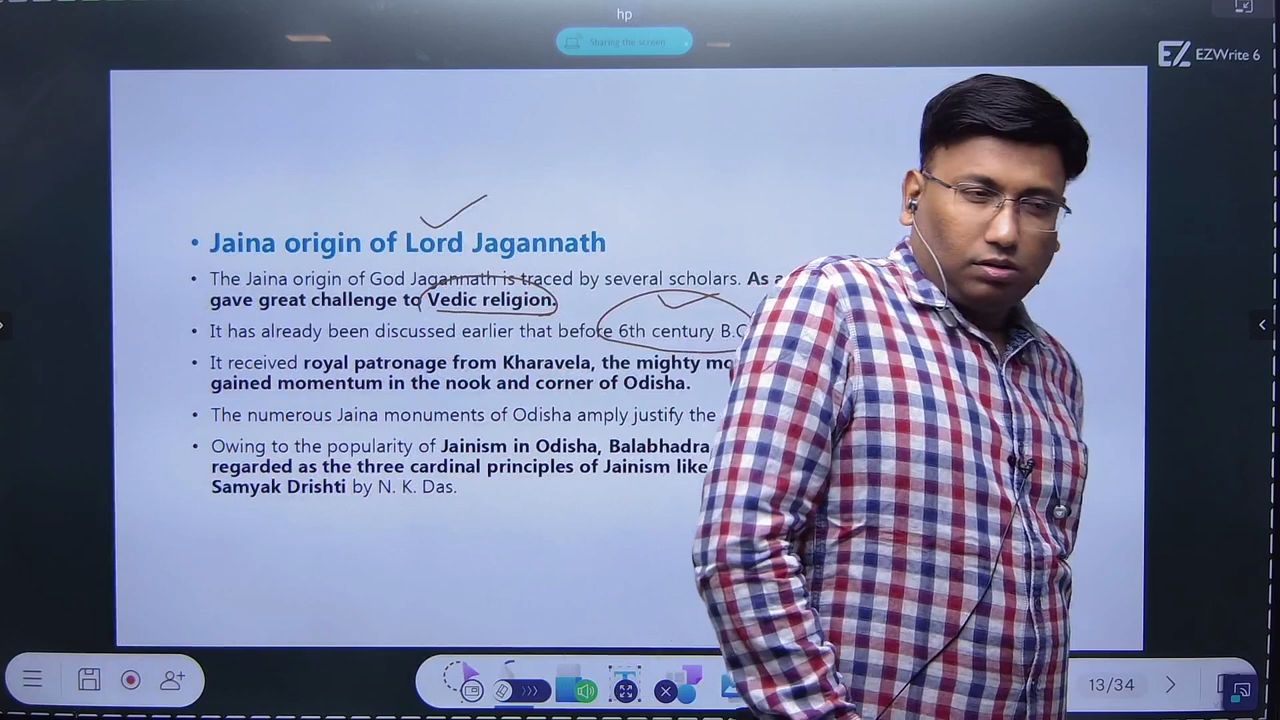 hp
Sharing the screen
EZWrite 6
• Jaina origin of Lord Jagannath
• The Jaina origin of God Jagannath is traced by several scholars. As a
gave great challenge to Vedic religion.
• It has already been discussed earlier that before 6th century B.C
• It received royal patronage from Kharavela, the mighty
gained momentum in the nook and corner of Odisha.
• The numerous Jaina monuments of Odisha amply justify the
• Owing to the popularity of Jainism in Odisha, Balabhadra,
regarded as the three cardinal principles of Jainism like
Samyak Drishti by N. K. Das.
13/34